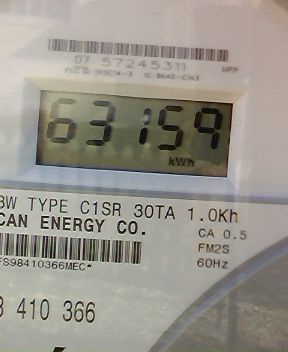 07 57245311
63159
kWh
3W TYPE C1SR 30TA 1.0Kh
CAN ENERGY CO.
CA 0.5
FM2S
FS98410366MEC*
60Hz
410 366